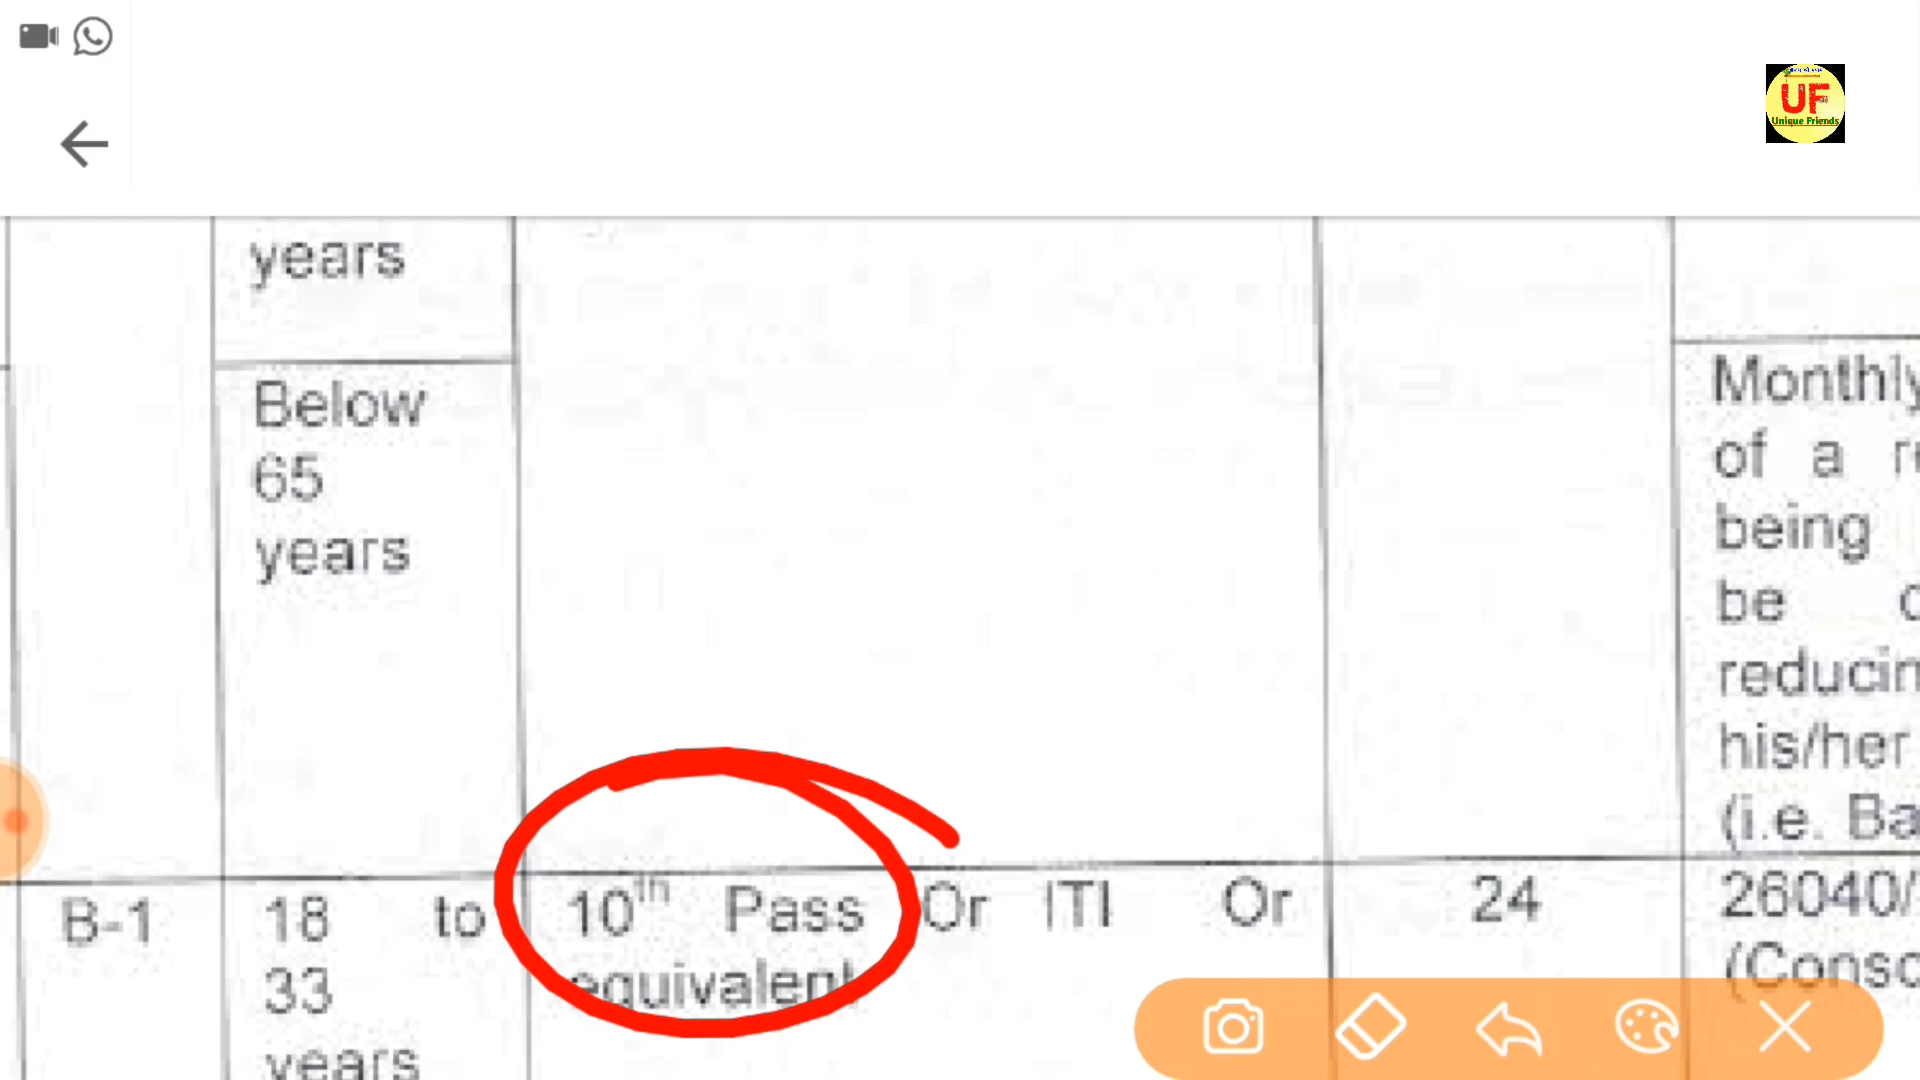 UF
Unique Friends
years
Below
65
years
Monthly
of a
being
be
reducin
his/her
(i.e. Ba
B-1
18 to
33
years
10th Pass Or ITI Or
equivalent
24
26040/
(Conso